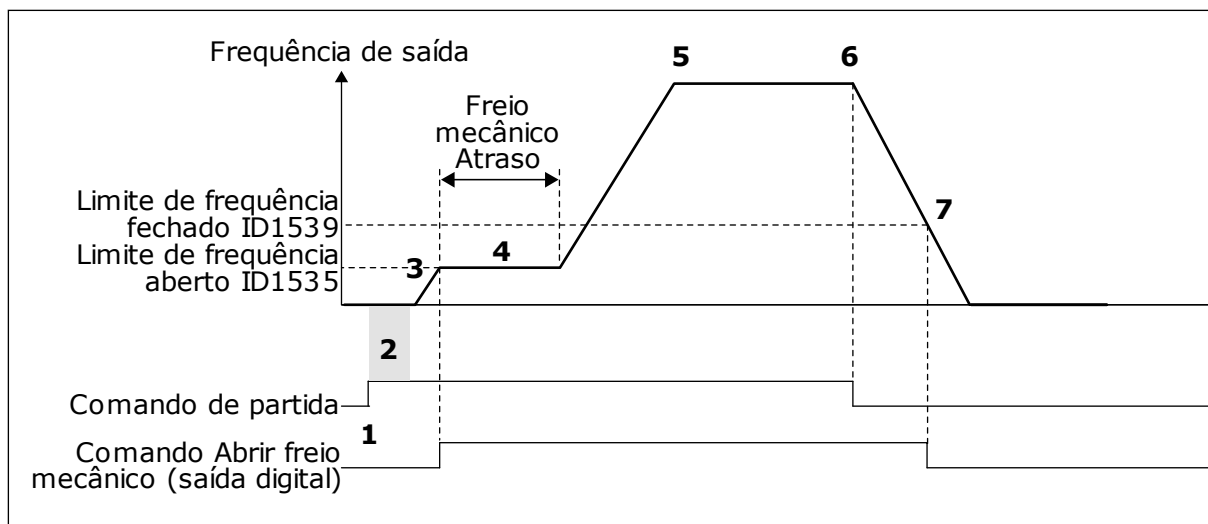 Frequência de saída
5
6
Freio
mecânico
Atraso
Limite de frequência
fechado ID1539
7
Limite de frequência
aberto ID1535
3
4
2
Comando de partida
1
Comando Abrir freio
mecânico (saída digital)